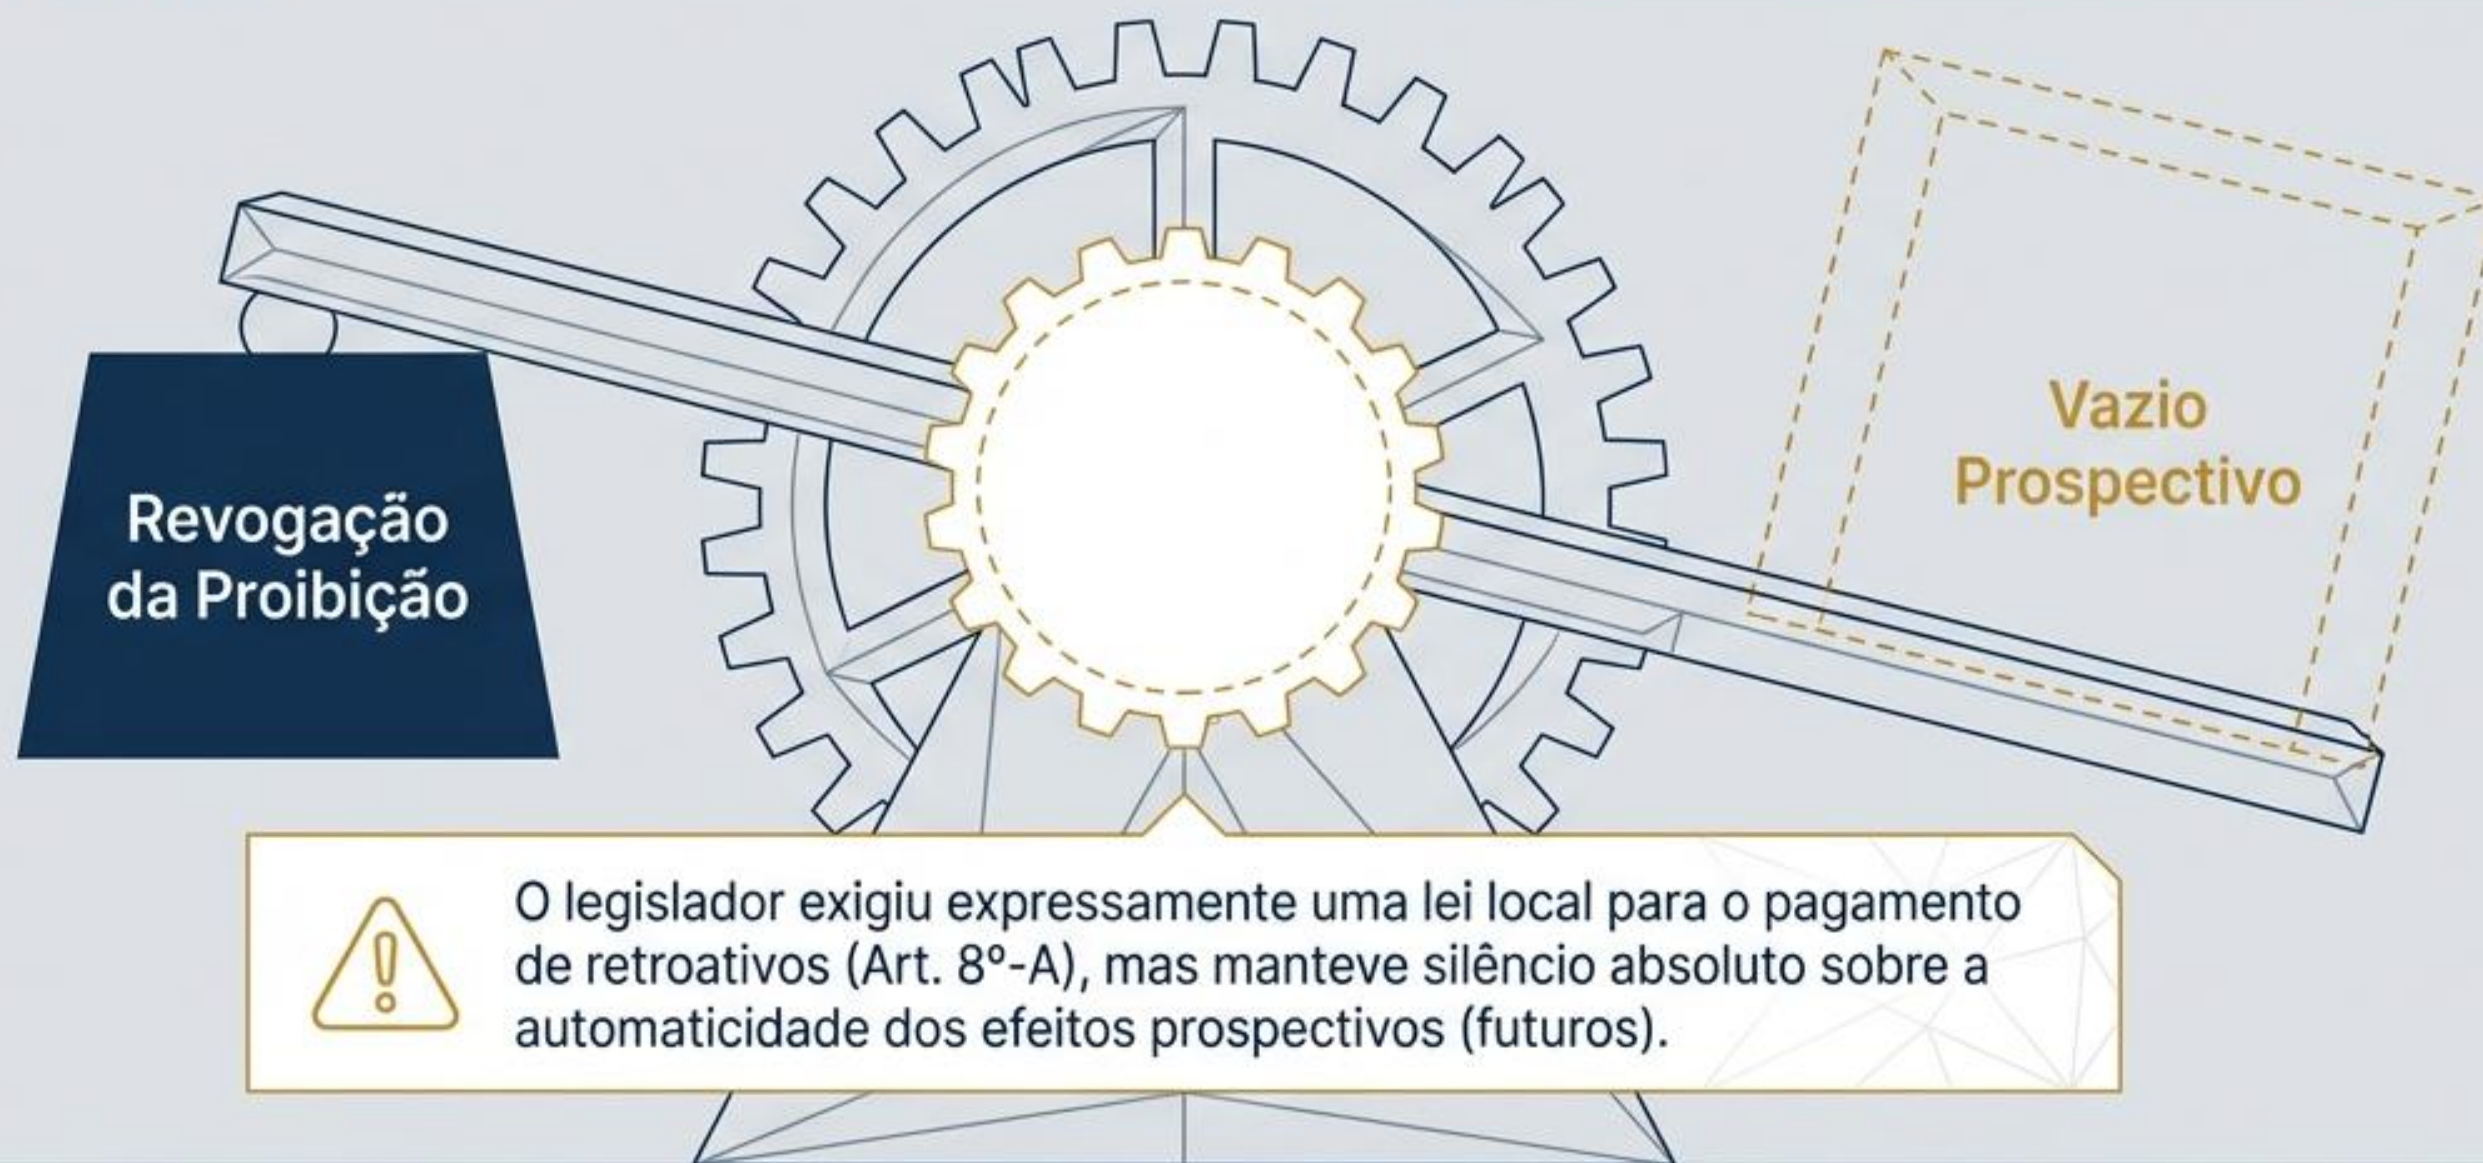 Revogação
da Proibição
Vazio
Prospectivo
O legislador exigiu expressamente uma lei local para o pagamento
de retroativos (Art. 8º-A), mas manteve silêncio absoluto sobre a
automaticidade dos efeitos prospectivos (futuros).